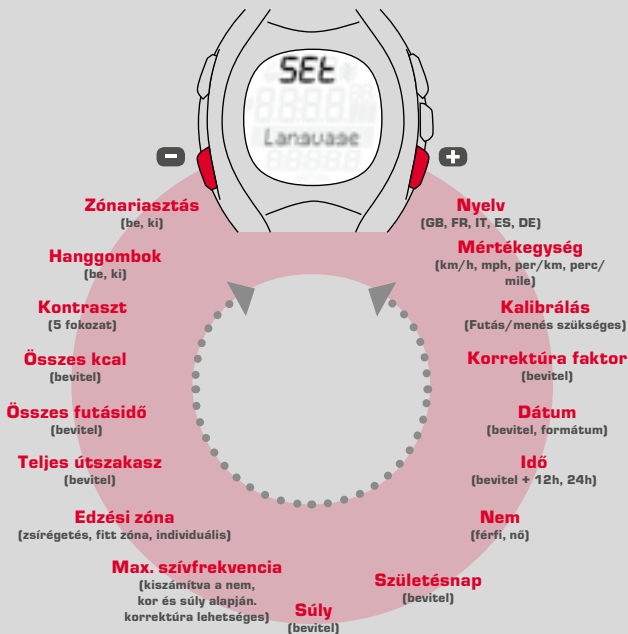 SEt
Language
Zónariasztás
(be, ki)
Hanggombok
(be, ki)
Kontraszt
(5 fokozat)
Összes kcal
(bevitel)
Összes futásidő
(bevitel)
Teljes útszakasz
(bevitel)
Edzési zóna
(zsírégetés, fitt zóna, individuális)
Max. szívfrekvencia
(kiszámítva a nem,
kor és súly alapján.
korrektúra lehetséges)
Súly
(bevitel)
Nyelv
(GB, FR, IT, ES, DE)
Mértékegység
(km/h, mph, per/km, perc/
mile)
Kalibrálás
(Futás/menés szükséges)
Korrektúra faktor
(bevitel)
Dátum
(bevitel, formátum)
Idő
(bevitel + 12h, 24h)
Nem
(férfi, nő)
Születésnap
(bevitel)